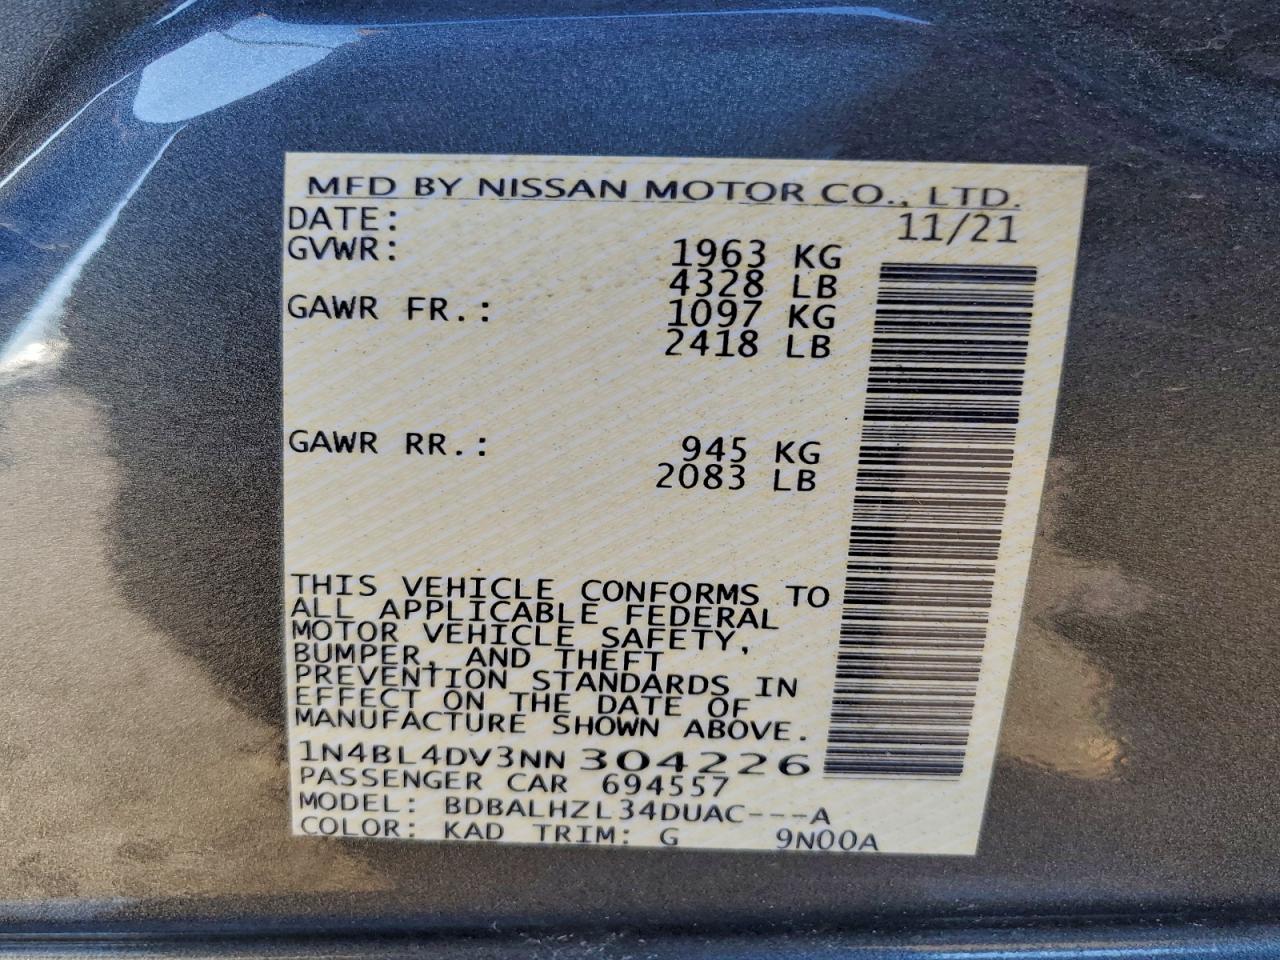 MFD BY NISSAN MOTOR CO., LTD.
DATE: 11/21
GVWR: 1963 KG
4328 LB
GAWR FR.: 1097 KG
2418 LB
GAWR RR.: 945 KG
2083 LB
THIS VEHICLE CONFORMS TO
ALL APPLICABLE FEDERAL
MOTOR VEHICLE SAFETY,
BUMPER, AND THEFT
PREVENTION STANDARDS IN
EFFECT ON THE DATE OF
MANUFACTURE SHOWN ABOVE.
1N4BL4DV3NN304226
PASSENGER CAR 694557
MODEL: BDBALHZL34DUAC---A
COLOR: KAD TRIM: G 9N00A